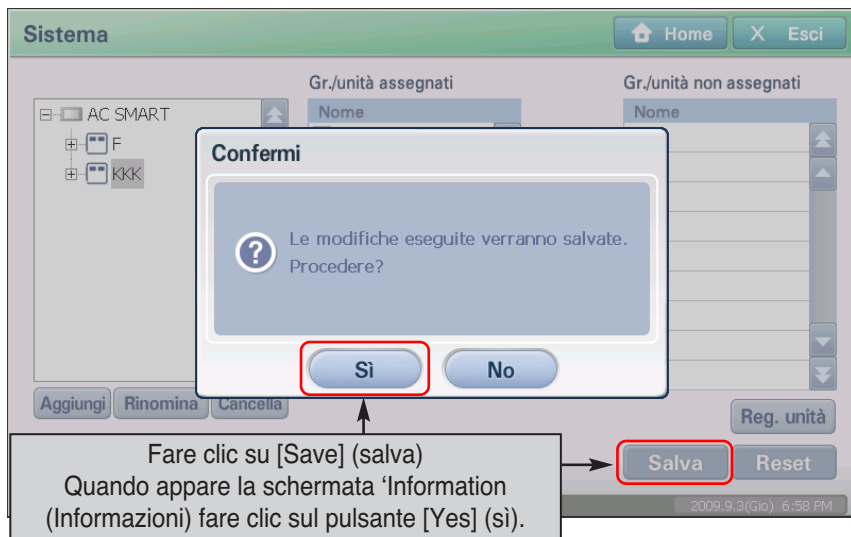 Sistema
Home
X Esci
Gr./unità assegnati
Gr./unità non assegnati
AC SMART
Nome
Nome
F
KKK
Confermi
Le modifiche eseguite verranno salvate.
Procedere?
Sì
No
Aggiungi
Rinomina
Cancella
Reg. unità
Fare clic su [Save] (salva)
Quando appare la schermata ‘Information
(Informazioni) fare clic sul pulsante [Yes] (sì).
Salva
Reset
2009.9.3(Gio) 6:58 PM